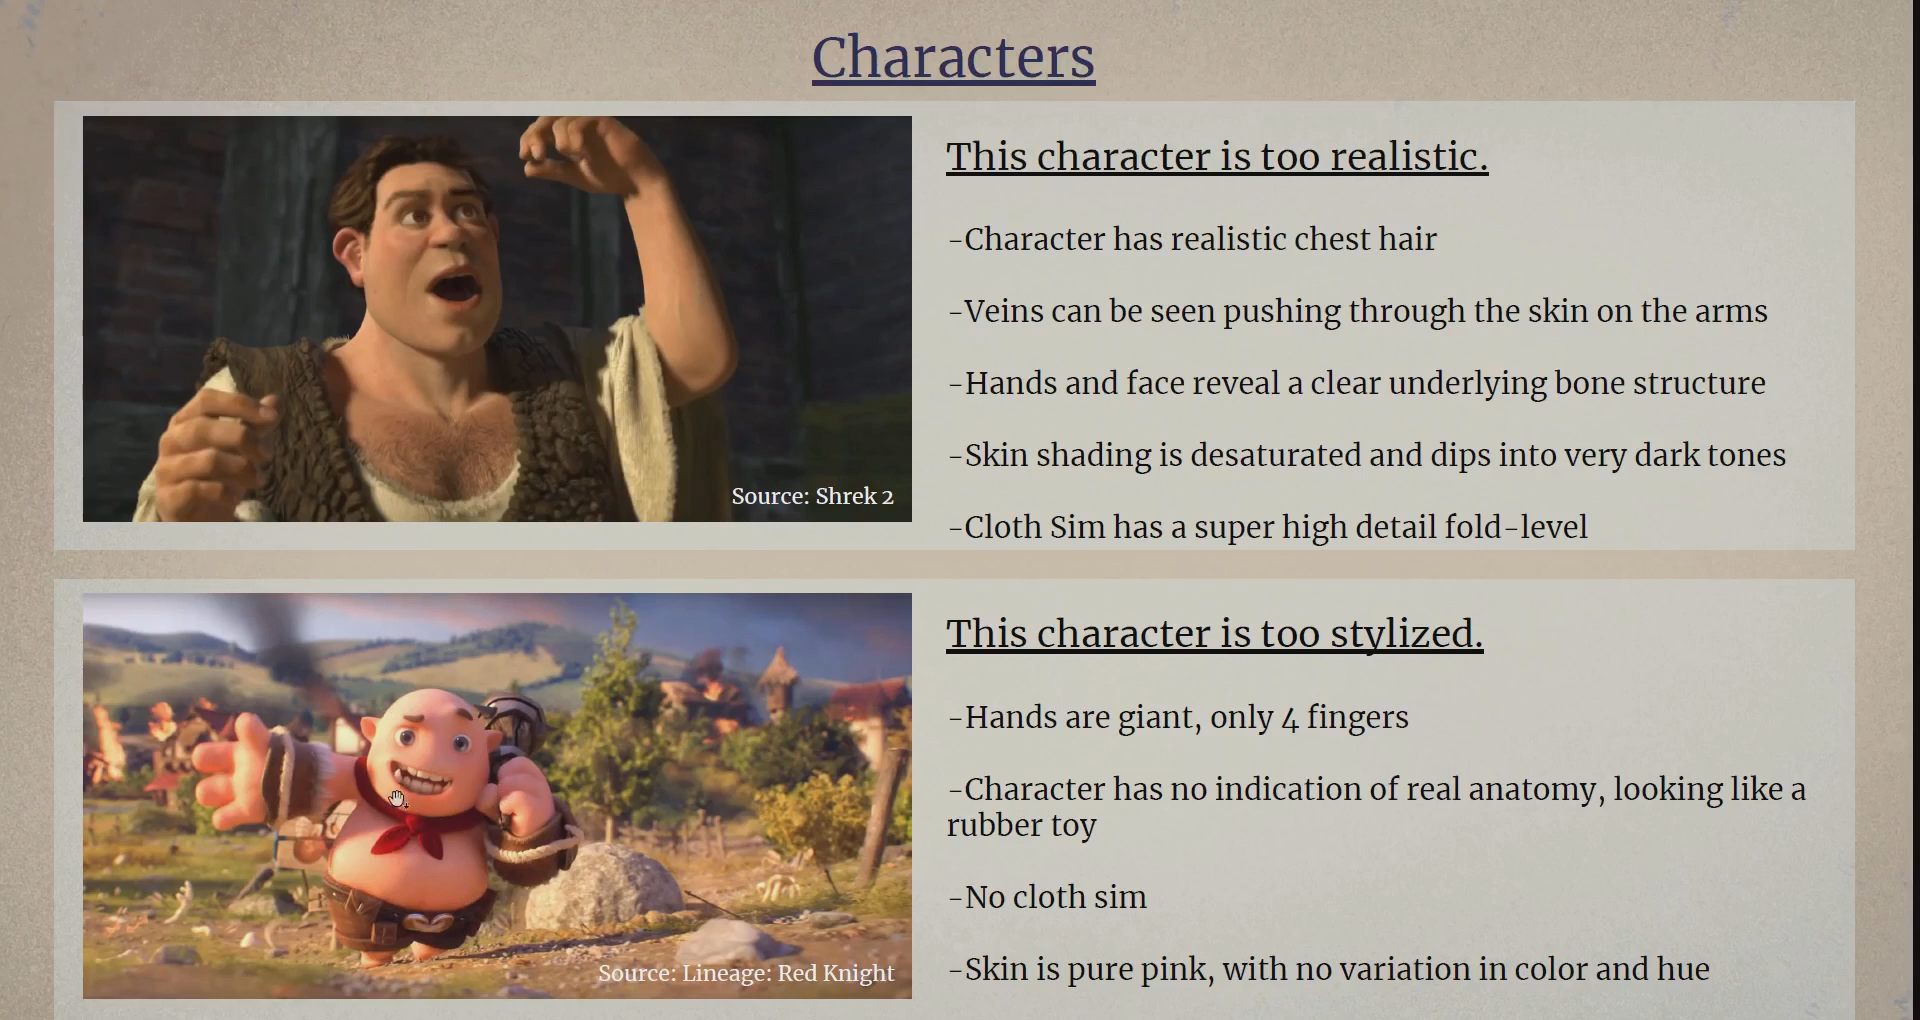 Characters
This character is too realistic.
-Character has realistic chest hair
-Veins can be seen pushing through the skin on the arms
-Hands and face reveal a clear underlying bone structure
-Skin shading is desaturated and dips into very dark tones
-Cloth Sim has a super high detail fold-level
Source: Shrek 2
This character is too stylized.
-Hands are giant, only 4 fingers
-Character has no indication of real anatomy, looking like a
rubber toy
-No cloth sim
-Skin is pure pink, with no variation in color and hue
Source: Lineage: Red Knight